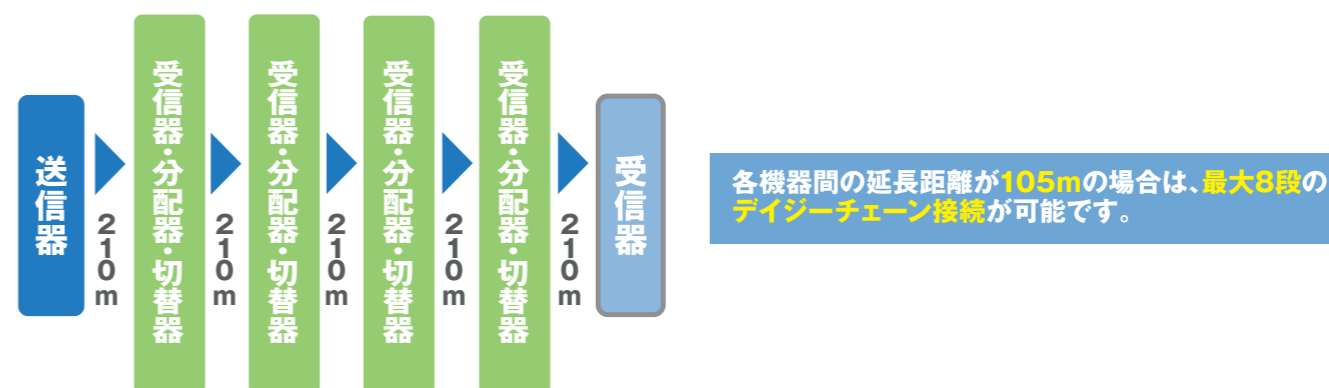 送信器
210m
受信器・分配器・切替器
210m
受信器・分配器・切替器
210m
受信器・分配器・切替器
210m
受信器・分配器・切替器
210m
受信器
各機器間の延長距離が105mの場合は、最大8段の
デイジーチェーン接続が可能です。